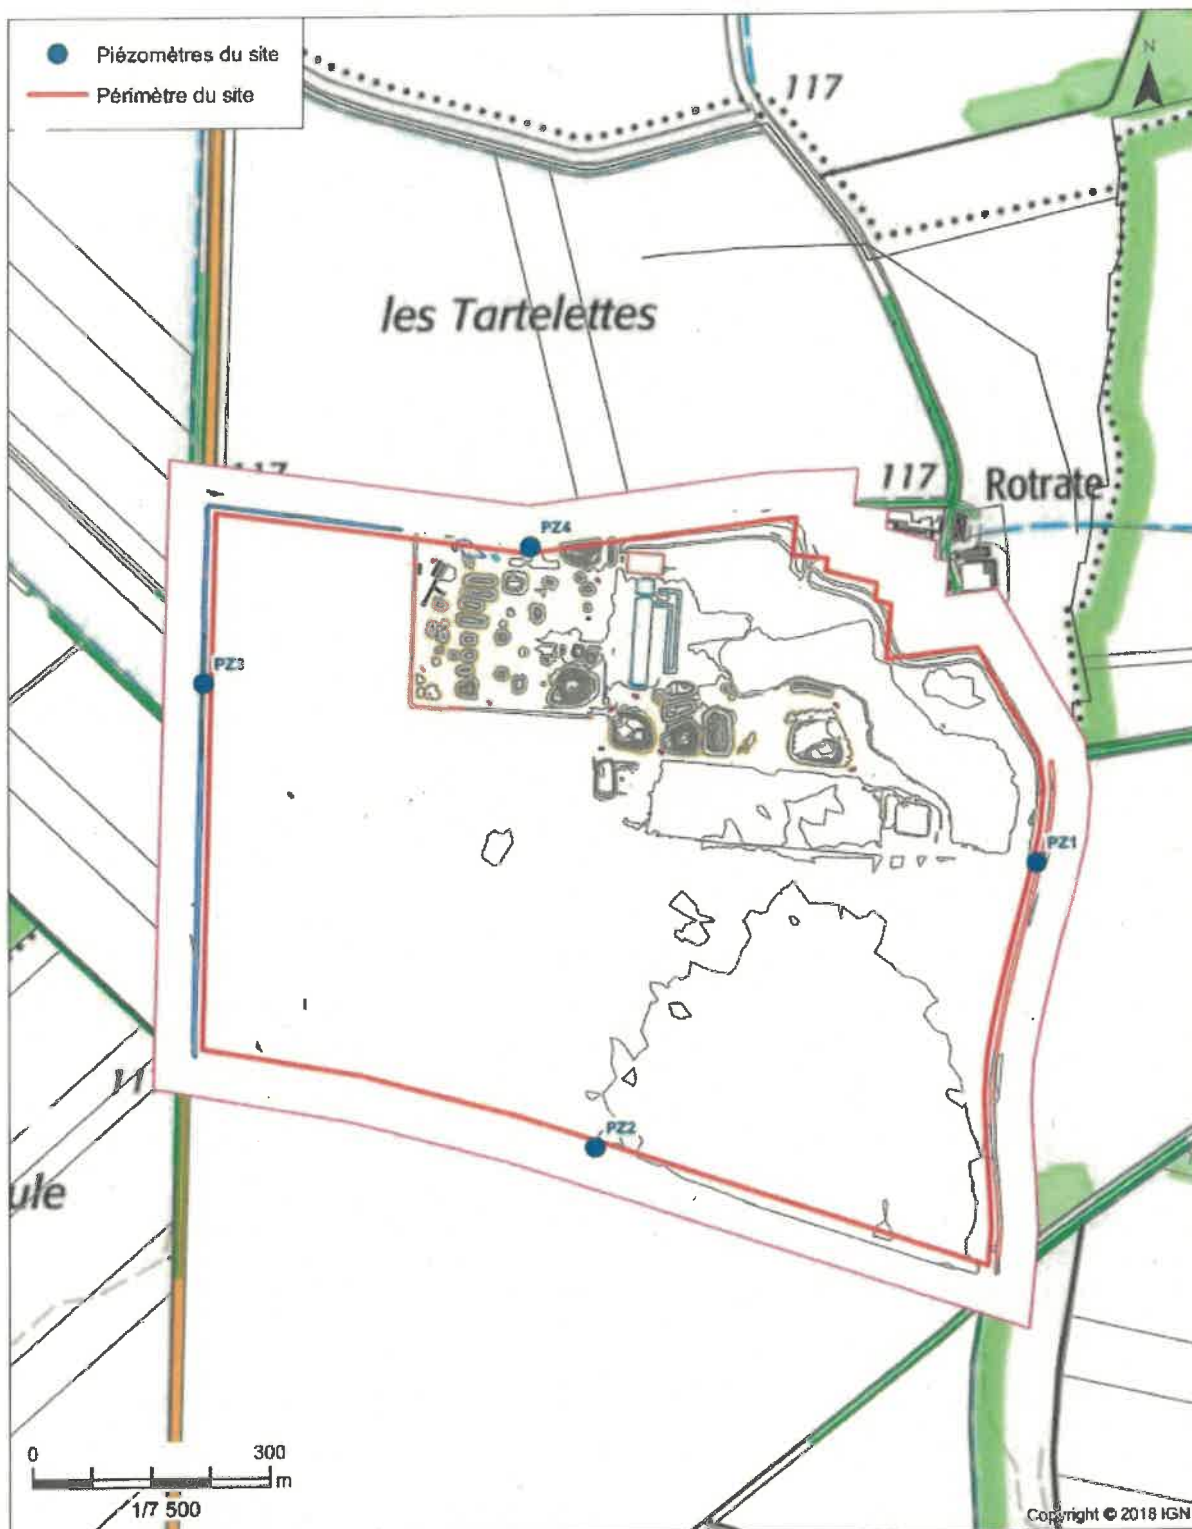 Piézomètres du site
Périmètre du site
N
117
les Tartelettes
117
117
Rotrate
PZ4
PZ3
PZ1
PZ2
ule
0 300
m
1/7 500
Copyright © 2018 IGN